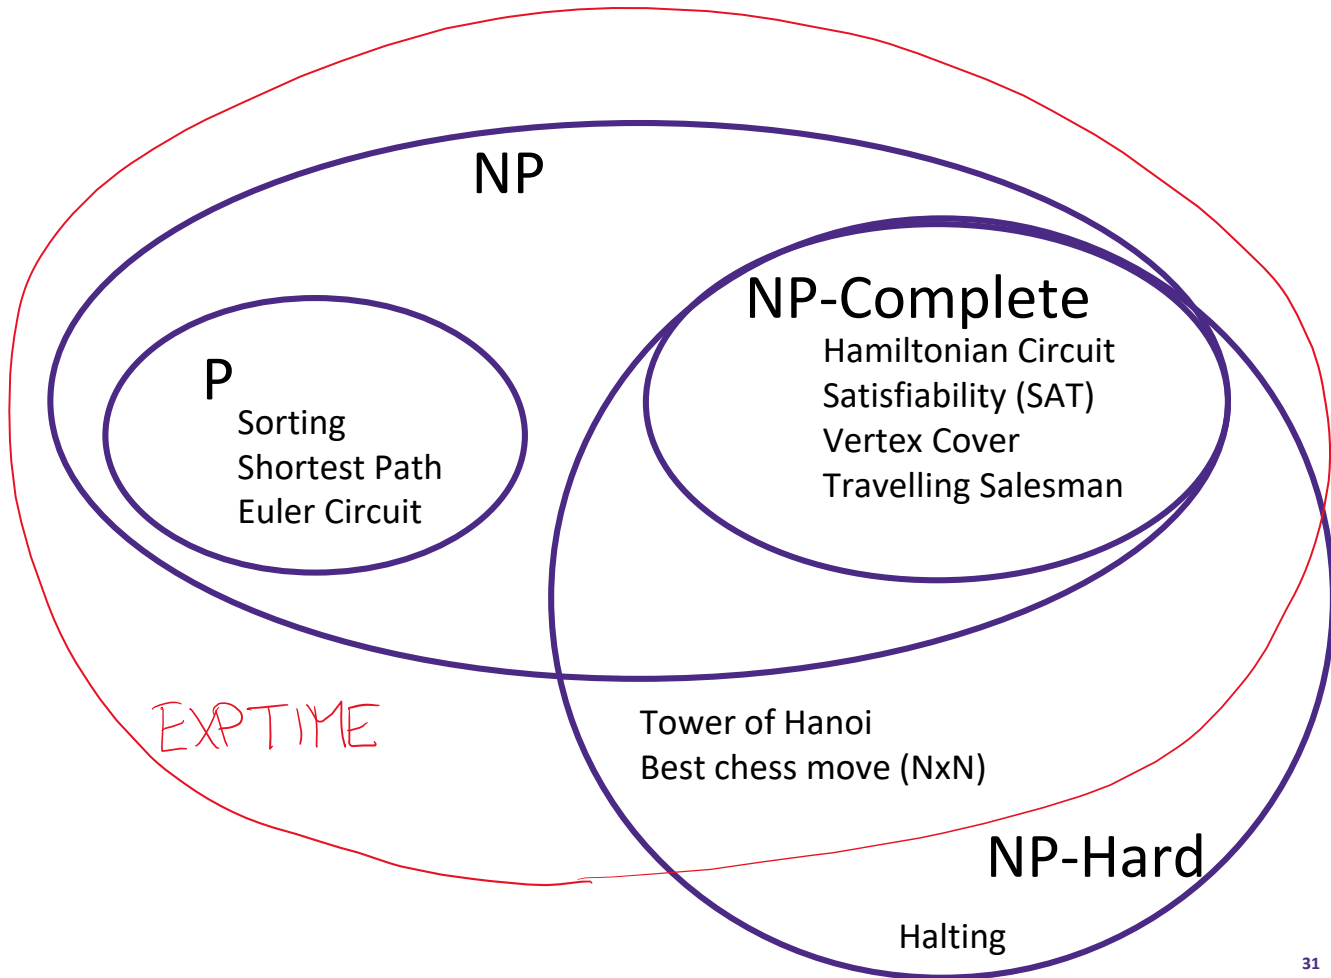 NP
NP-Complete
Hamiltonian Circuit
Satisfiability (SAT)
Vertex Cover
Travelling Salesman
P
Sorting
Shortest Path
Euler Circuit
EXPTIME
Tower of Hanoi
Best chess move (NxN)
NP-Hard
Halting
31